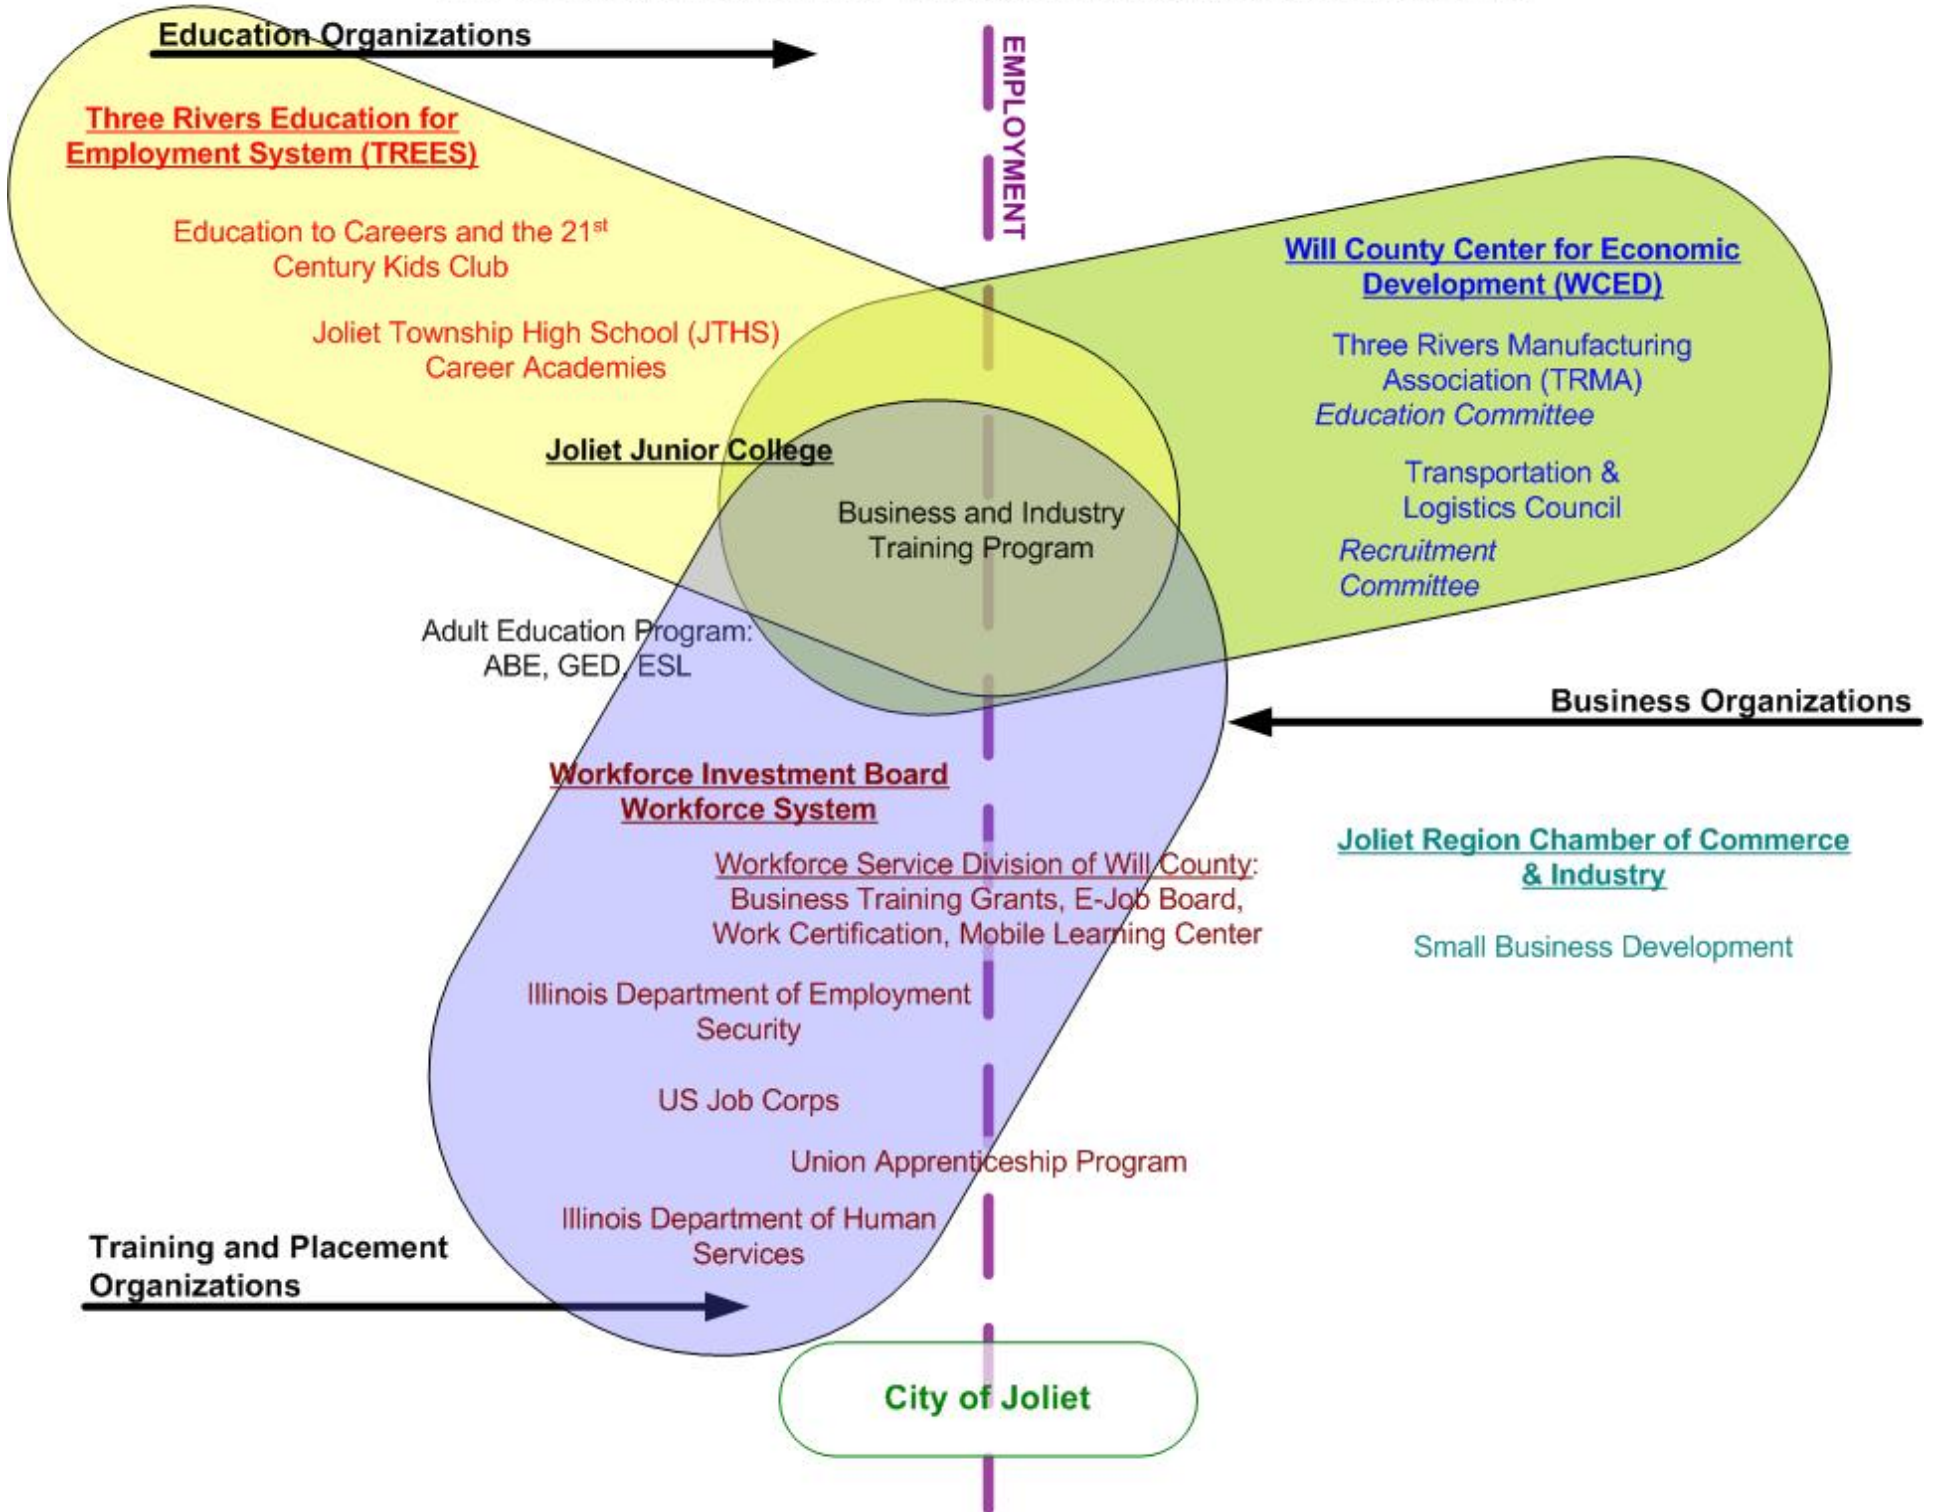 Education Organizations
EMPLOYMENT
Three Rivers Education for
Employment System (TREES)
Education to Careers and the 21st
Century Kids Club
Joliet Township High School (JTHS)
Career Academies
Will County Center for Economic
Development (WCED)
Three Rivers Manufacturing
Association (TRMA)
Education Committee
Transportation &
Logistics Council
Recruitment
Committee
Joliet Junior College
Business and Industry
Training Program
Adult Education Program:
ABE, GED, ESL
Business Organizations
Workforce Investment Board
Workforce System
Workforce Service Division of Will County:
Business Training Grants, E-Job Board,
Work Certification, Mobile Learning Center
Joliet Region Chamber of Commerce
& Industry
Small Business Development
Illinois Department of Employment
Security
US Job Corps
Union Apprenticeship Program
Illinois Department of Human
Services
Training and Placement
Organizations
City of Joliet